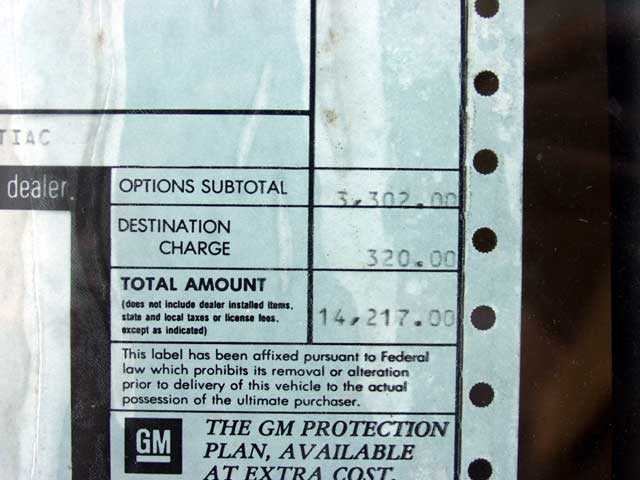 TIAC
dealer.
OPTIONS SUBTOTAL 3,302.00
DESTINATION
CHARGE 320.00
TOTAL AMOUNT
(does not include dealer installed items,
state and local taxes or license fees,
except as indicated) 14,217.00
This label has been affixed pursuant to Federal
law which prohibits its removal or alteration
prior to delivery of this vehicle to the actual
possession of the ultimate purchaser.
GM
THE GM PROTECTION
PLAN, AVAILABLE
AT EXTRA COST.